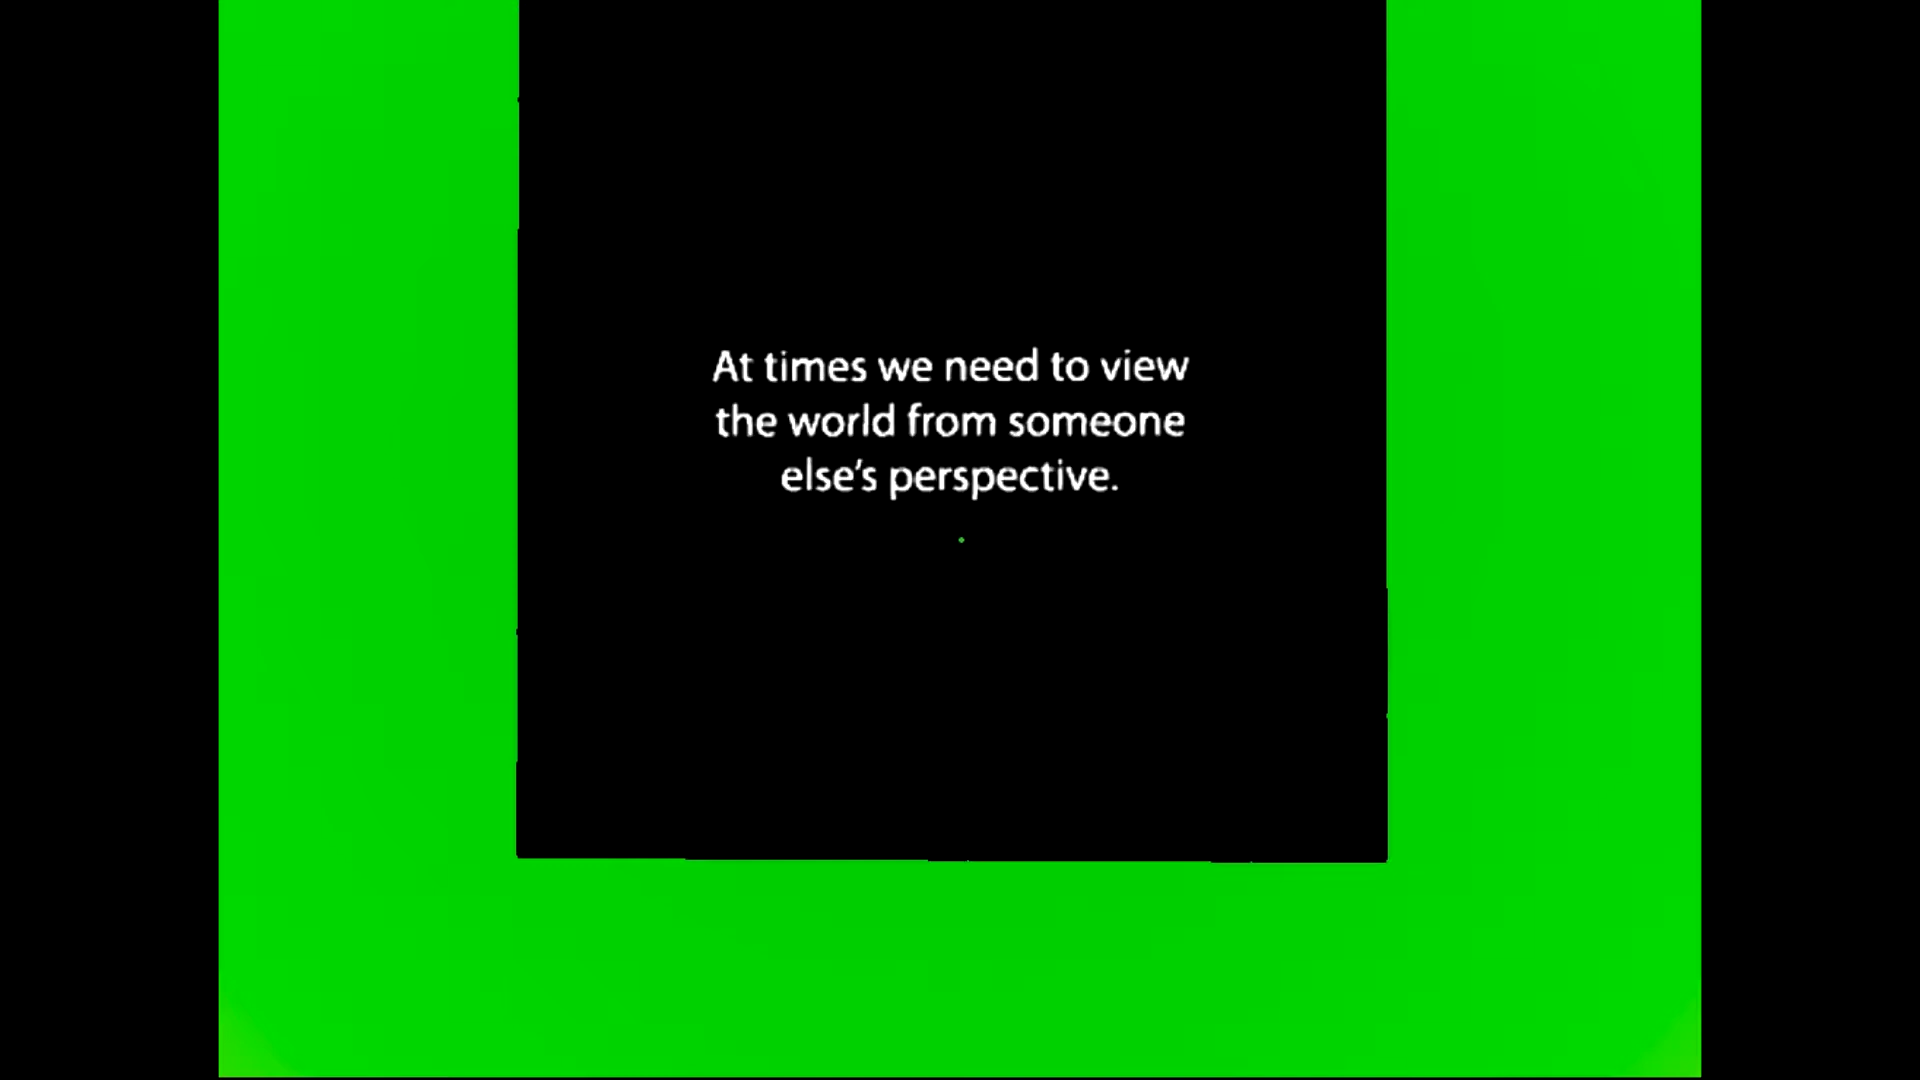 At times we need to view
the world from someone
else's perspective.